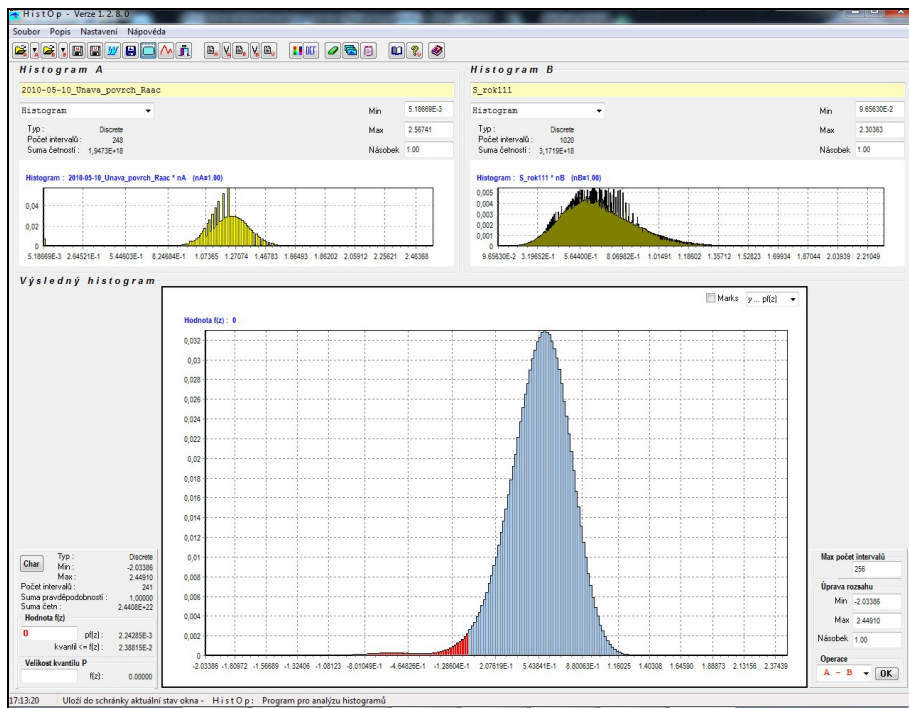 HistOp - Verze 1.2.8.0
Soubor Popis Nastavení Nápověda
Histogram A
2010-05-10_Unava_povrch_Raac
Histogram
Min 5.18669E-3
Typ : Discrete
Max 2.56741
Počet intervalů : 248
Suma četností : 1,9473E+18
Násobek 1.00
Histogram : 2010-05-10_Unava_povrch_Raac * nA (nA=1.00)
0,04
0,02
0
5.18669E-3 2.64521E-1 5.44603E-1 8.24684E-1 1.07365 1.27074 1.46783 1.66493 1.86202 2.05912 2.25621 2.46368
Histogram B
S_rok111
Histogram
Min 9.65630E-2
Typ : Discrete
Max 2.30363
Počet intervalů : 1020
Suma četností : 3,1719E+18
Násobek 1.00
Histogram : S_rok111 * nB (nB=1.00)
0,005
0,004
0,003
0,002
0,001
0
9.65630E-2 3.19652E-1 5.64400E-1 8.06982E-1 1.01491 1.18602 1.35712 1.52823 1.69934 1.87044 2.03939 2.21049
Výsledný histogram
Marks y ... pf(z)
Hodnota f(z) : 0
0,032
0,03
0,028
0,026
0,024
0,022
0,02
0,018
0,016
0,014
0,012
0,01
0,008
0,006
0,004
0,002
0
-2.03386 -1.80972 -1.56689 -1.32406 -1.08123 -8.01049E-1 -4.64826E-1 -1.28604E-1 2.07619E-1 5.43841E-1 8.80063E-1 1.16025 1.40308 1.64590 1.88873 2.13156 2.37439
Char
Typ : Discrete
Min : -2.03386
Max : 2.44910
Počet intervalů : 241
Suma pravděpodobností : 1.00000
Suma četn : 2.4408E+22
Hodnota f(z)
0 pf(z) : 2.24285E-3
kvantil <= f(z) : 2.38815E-2
Velikost kvantilu P
f(z) : 0.00000
Max počet intervalů
256
Úprava rozsahu
Min -2.03386
Max 2.44910
Násobek 1.00
Operace
A - B OK
17:13:20 Uloží do schránky aktuální stav okna - HistOp: Program pro analýzu histogramů